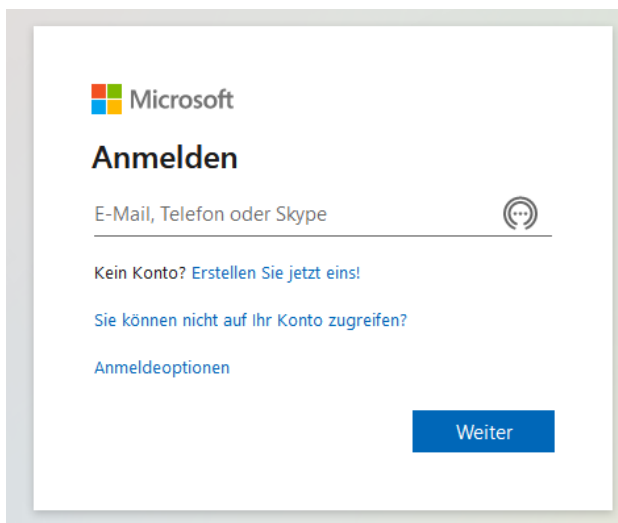 Microsoft
Anmelden
E-Mail, Telefon oder Skype
Kein Konto? Erstellen Sie jetzt eins!
Sie können nicht auf Ihr Konto zugreifen?
Anmeldeoptionen
Weiter